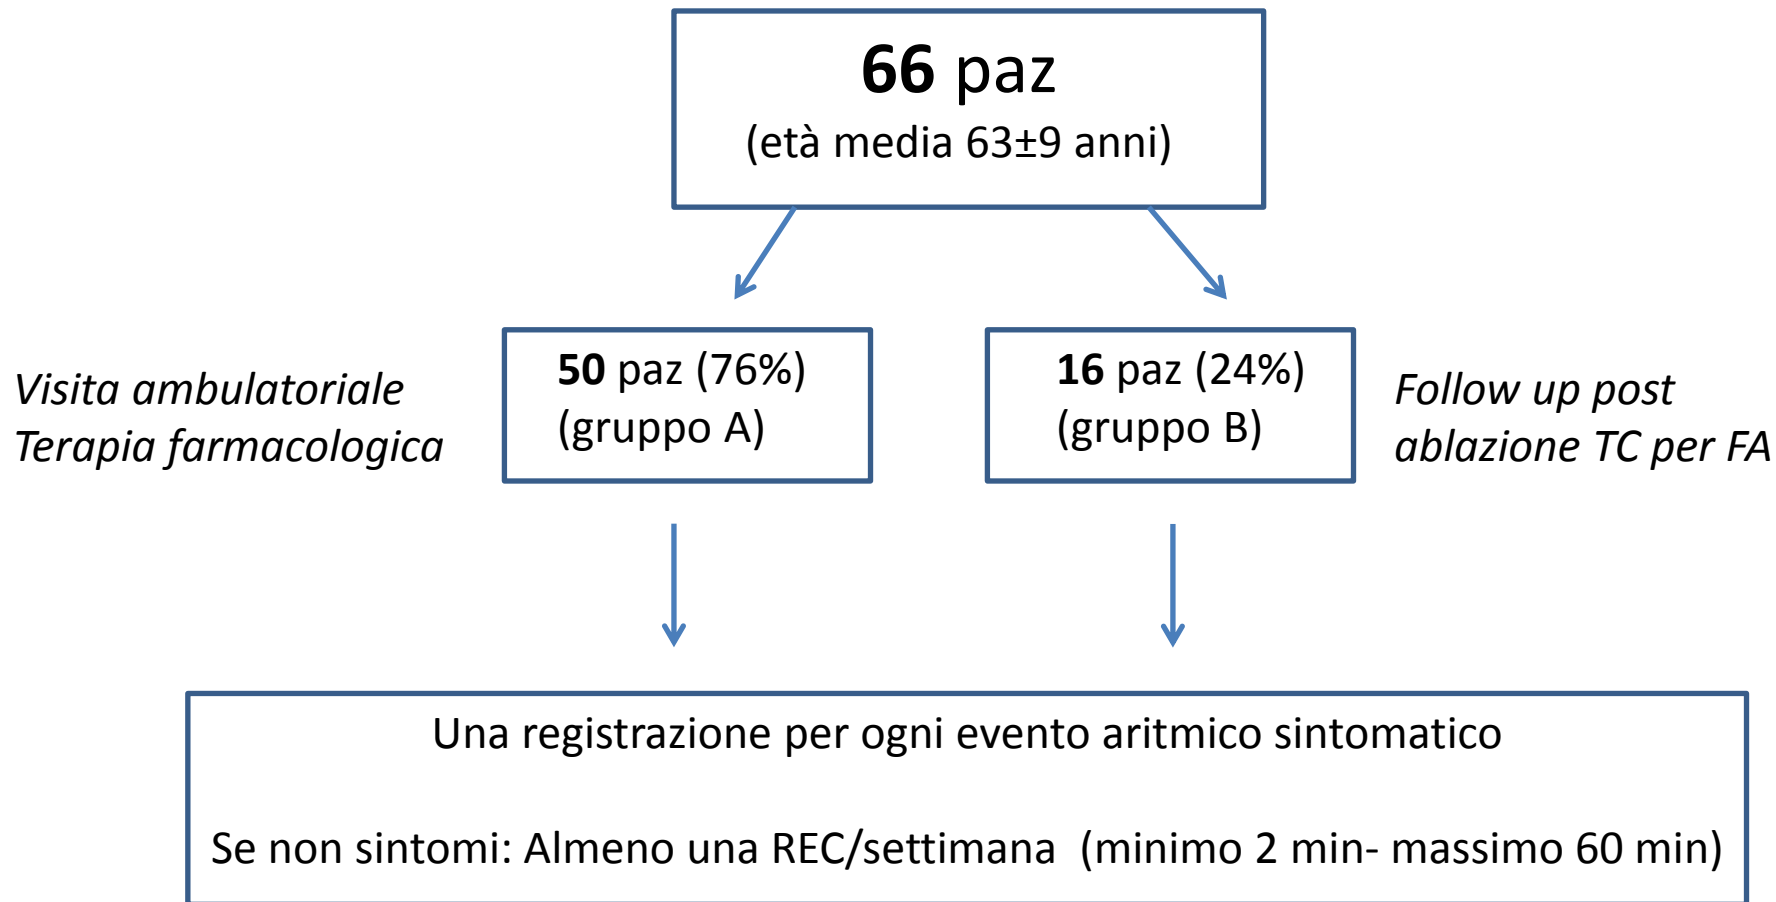 66 paz
(età media 63±9 anni)
Visita ambulatoriale
Terapia farmacologica
50 paz (76%)
(gruppo A)
16 paz (24%)
(gruppo B)
Follow up post
ablazione TC per FA
Una registrazione per ogni evento aritmico sintomatico
Se non sintomi: Almeno una REC/settimana (minimo 2 min- massimo 60 min)